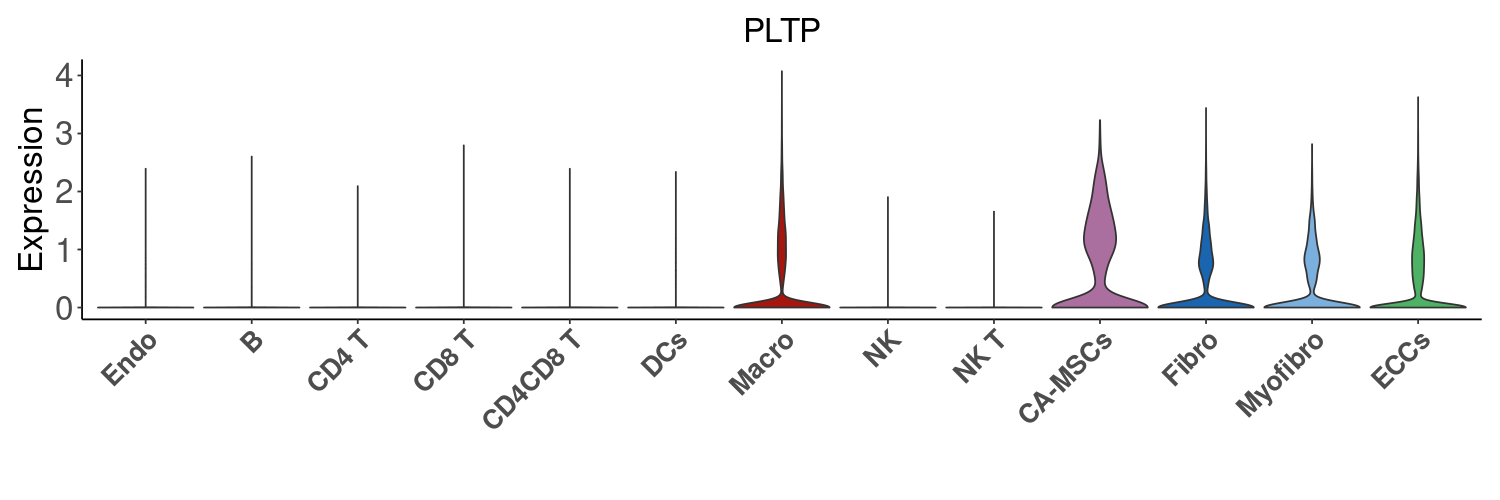 PLTP
Expression
4
3
2
1
0
Endo
B
CD4 T
CD8 T
CD4CD8 T
DCs
Macro
NK
NK T
CA-MSCs
Fibro
Myofibro
ECCs